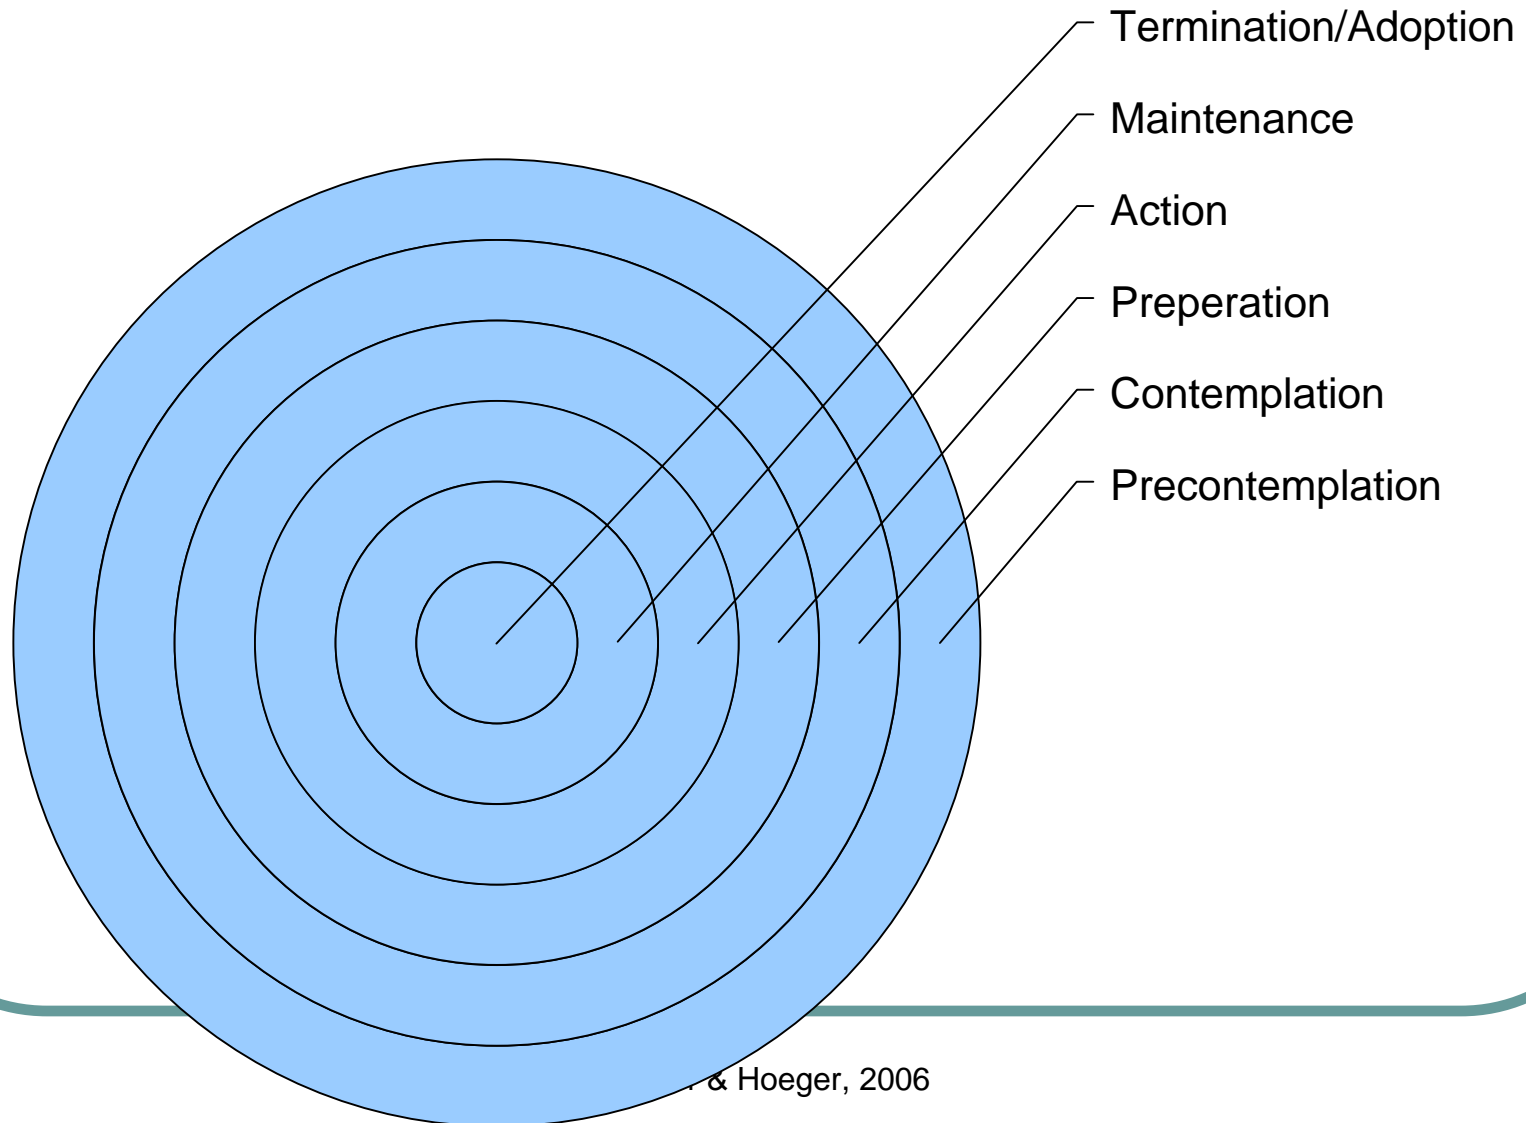 Termination/Adoption
Maintenance
Action
Preperation
Contemplation
Precontemplation
& Hoeger, 2006